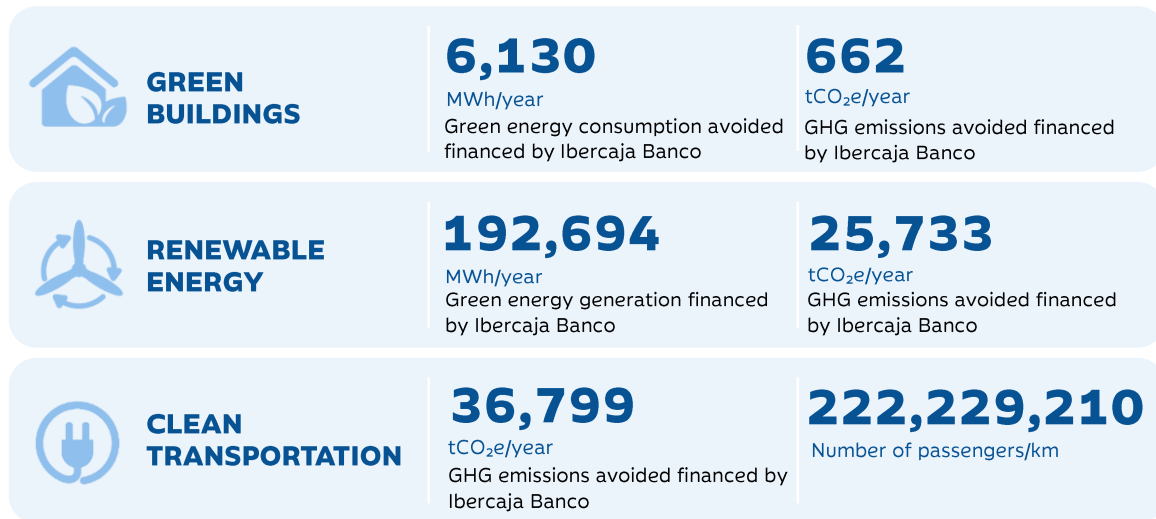 GREEN
BUILDINGS
6,130
MWh/year
Green energy consumption avoided
financed by Ibercaja Banco
662
tCO₂e/year
GHG emissions avoided financed
by Ibercaja Banco
RENEWABLE
ENERGY
192,694
MWh/year
Green energy generation financed
by Ibercaja Banco
25,733
tCO₂e/year
GHG emissions avoided financed
by Ibercaja Banco
CLEAN
TRANSPORTATION
36,799
tCO₂e/year
GHG emissions avoided financed by
Ibercaja Banco
222,229,210
Number of passengers/km